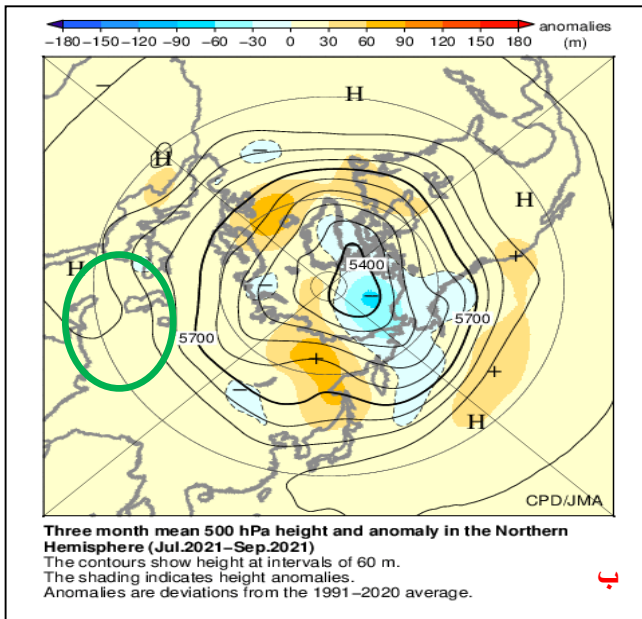 −180 −150 −120 −90 −60 −30 0 30 60 90 120 150 180 anomalies
(m)
H
H
H
H
H
5400
5700
5700
CPD/JMA
Three month mean 500 hPa height and anomaly in the Northern
Hemisphere (Jul.2021−Sep.2021)
The contours show height at intervals of 60 m.
The shading indicates height anomalies.
Anomalies are deviations from the 1991−2020 average.
ب